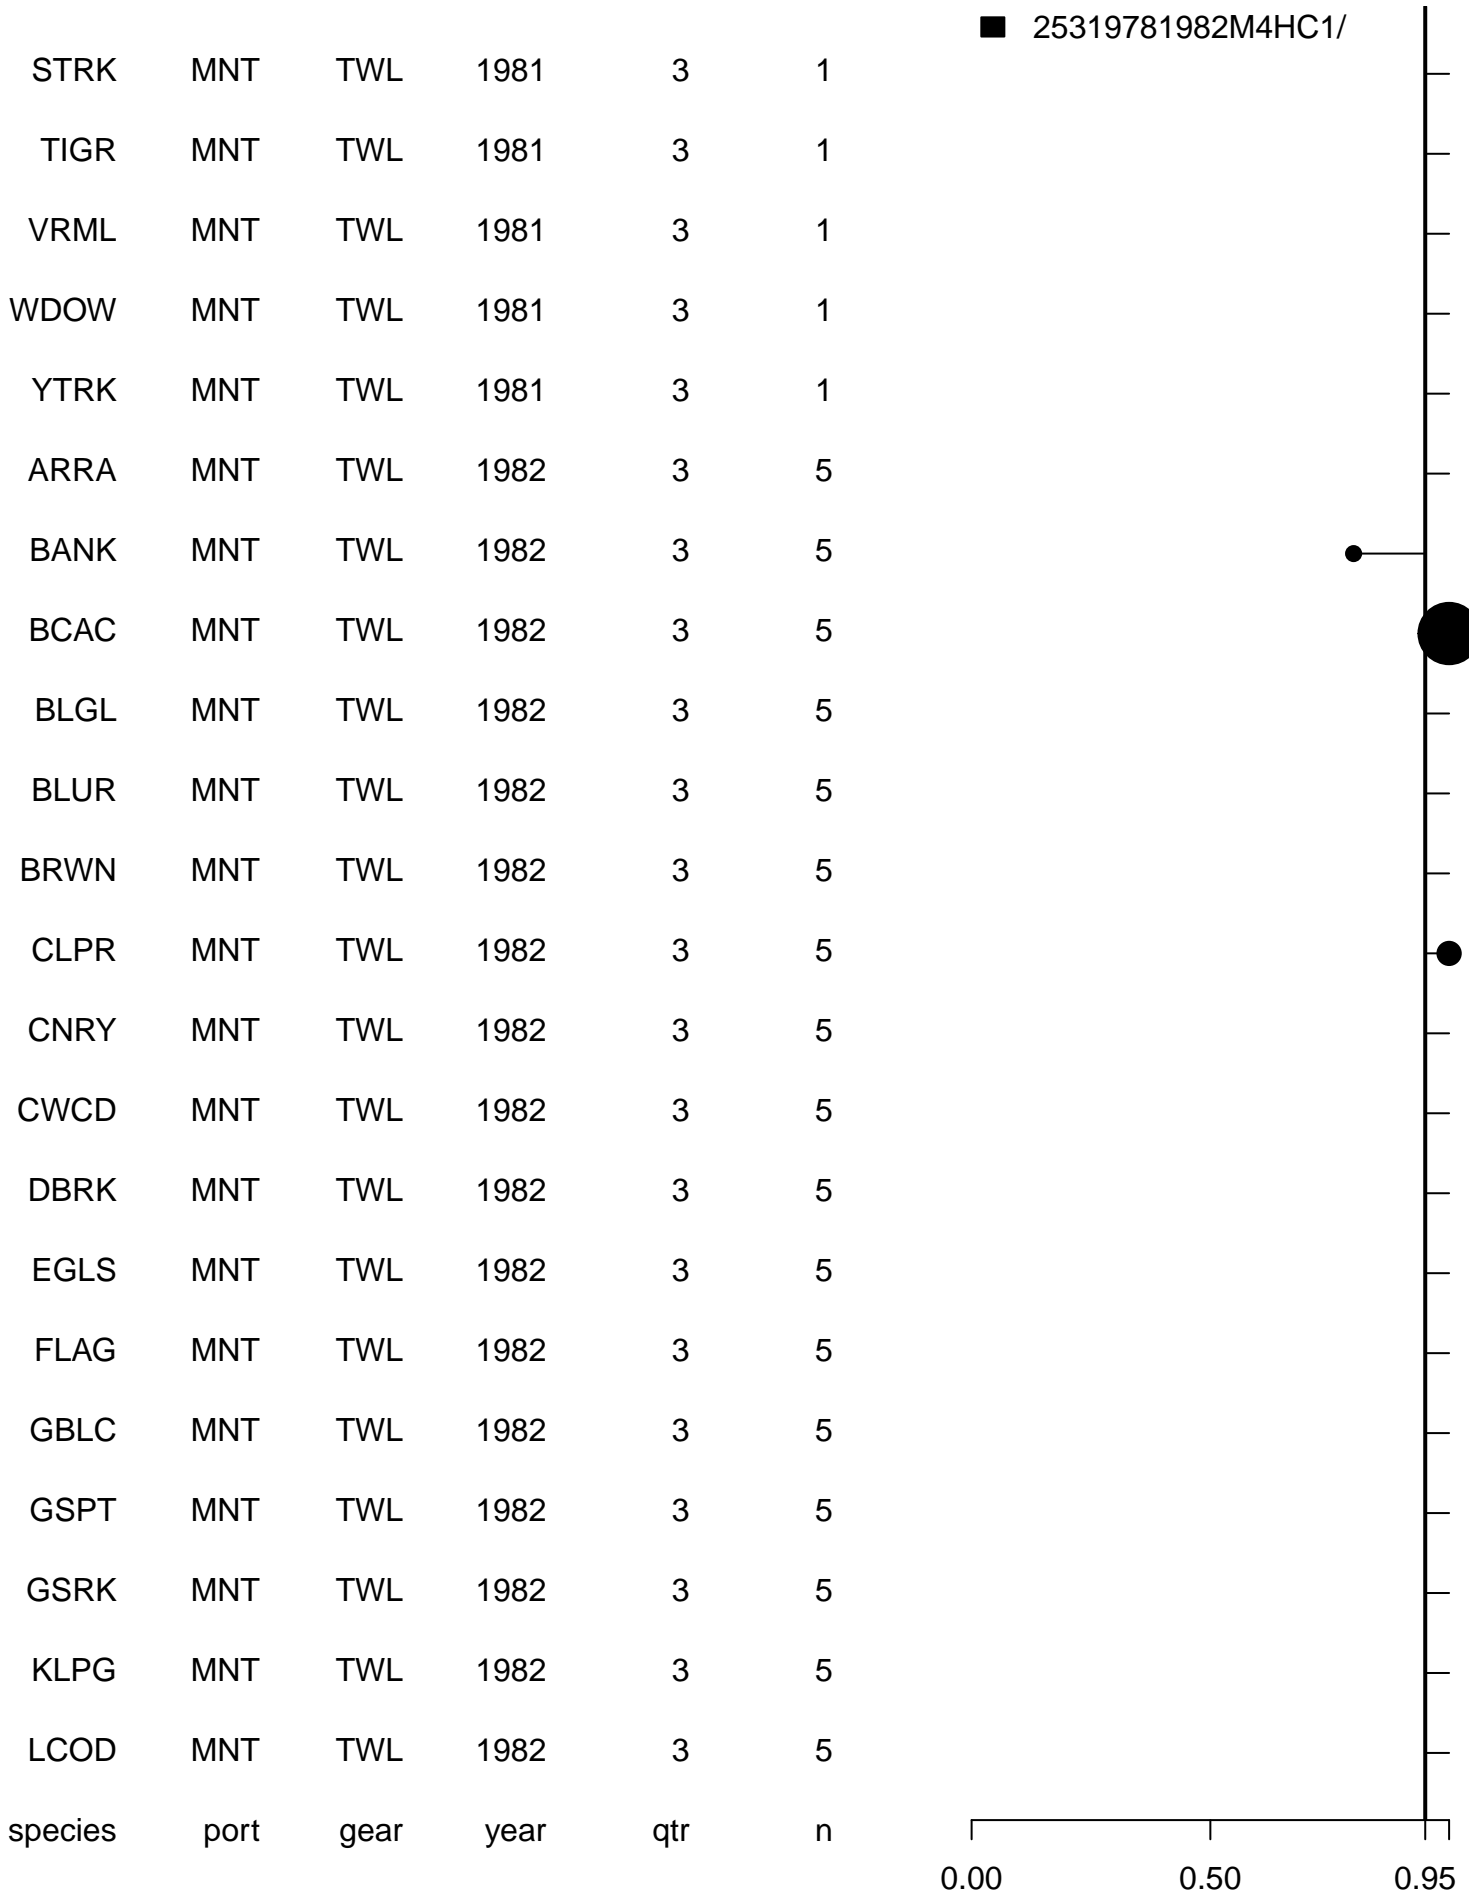 25319781982M4HC1/
STRK MNT TWL 1981 3 1
TIGR MNT TWL 1981 3 1
VRML MNT TWL 1981 3 1
WDOW MNT TWL 1981 3 1
YTRK MNT TWL 1981 3 1
ARRA MNT TWL 1982 3 5
BANK MNT TWL 1982 3 5
BCAC MNT TWL 1982 3 5
BLGL MNT TWL 1982 3 5
BLUR MNT TWL 1982 3 5
BRWN MNT TWL 1982 3 5
CLPR MNT TWL 1982 3 5
CNRY MNT TWL 1982 3 5
CWCD MNT TWL 1982 3 5
DBRK MNT TWL 1982 3 5
EGLS MNT TWL 1982 3 5
FLAG MNT TWL 1982 3 5
GBLC MNT TWL 1982 3 5
GSPT MNT TWL 1982 3 5
GSRK MNT TWL 1982 3 5
KLPG MNT TWL 1982 3 5
LCOD MNT TWL 1982 3 5
species port gear year qtr n
0.00 0.50 0.95